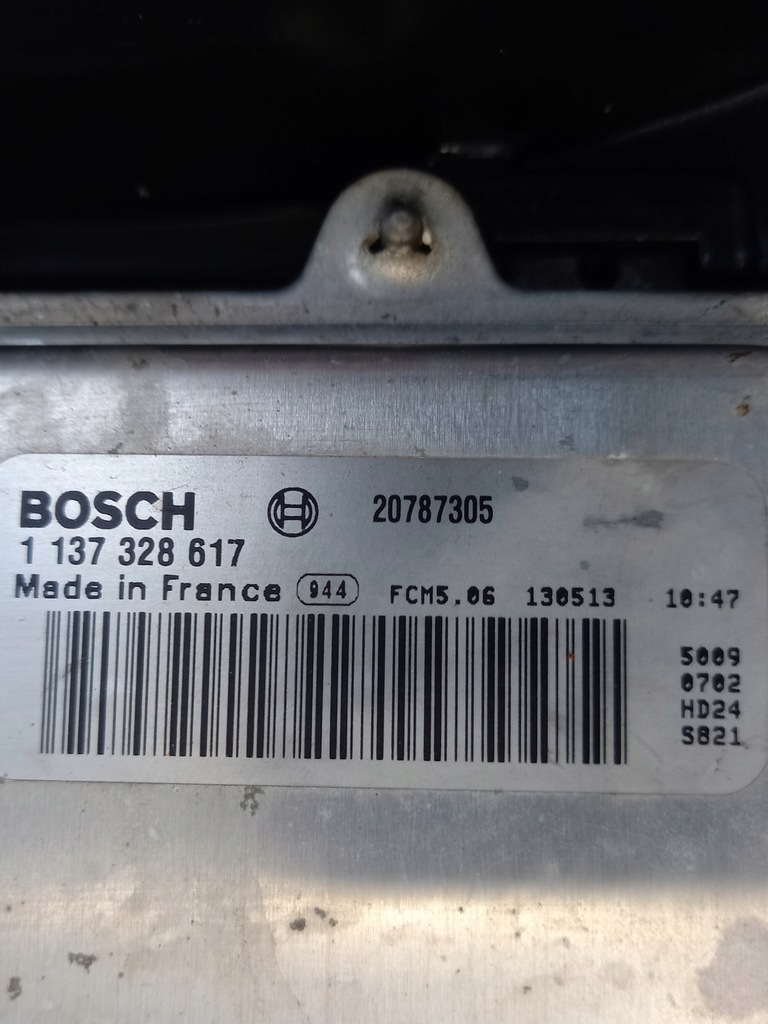 BOSCH 20787305
1 137 328 617
Made in France 944 FCM5.06 130513 10:47
5009
0702
HD24
S821